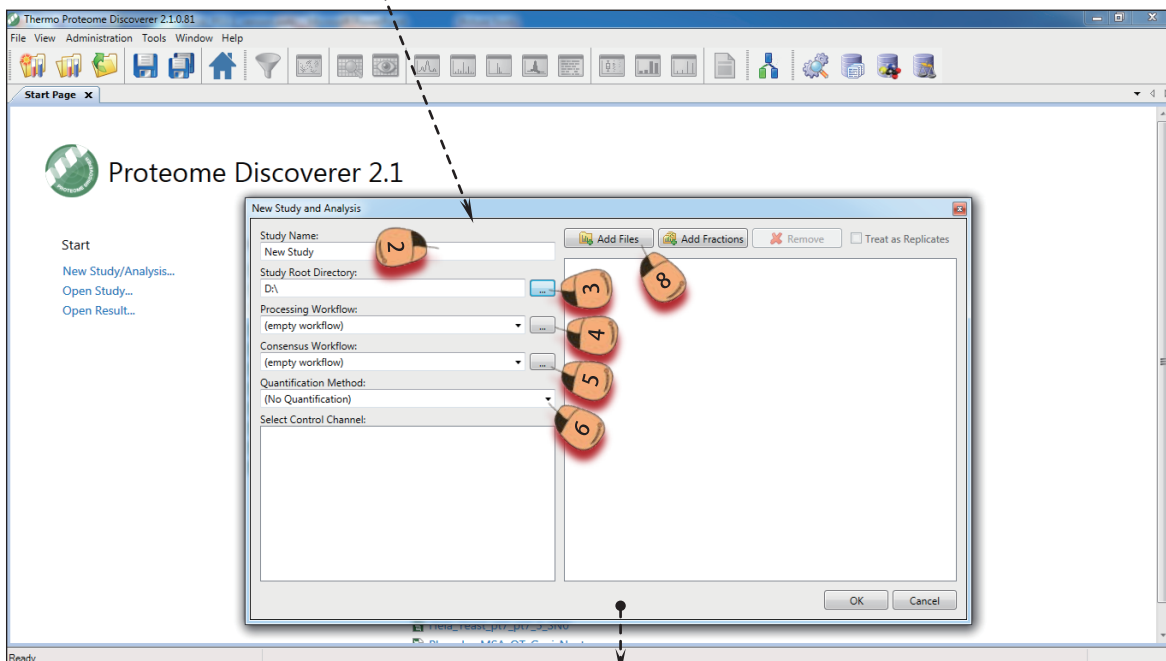 Thermo Proteome Discoverer 2.1.0.81
File View Administration Tools Window Help
Start Page X
Proteome Discoverer 2.1
Start
New Study/Analysis...
Open Study...
Open Result...
New Study and Analysis
Study Name:
New Study
2
Study Root Directory:
D:\
...
3
Processing Workflow:
(empty workflow)
...
4
Consensus Workflow:
(empty workflow)
...
5
Quantification Method:
(No Quantification)
6
Select Control Channel:
Add Files
Add Fractions
Remove
Treat as Replicates
8
OK
Cancel
Ready